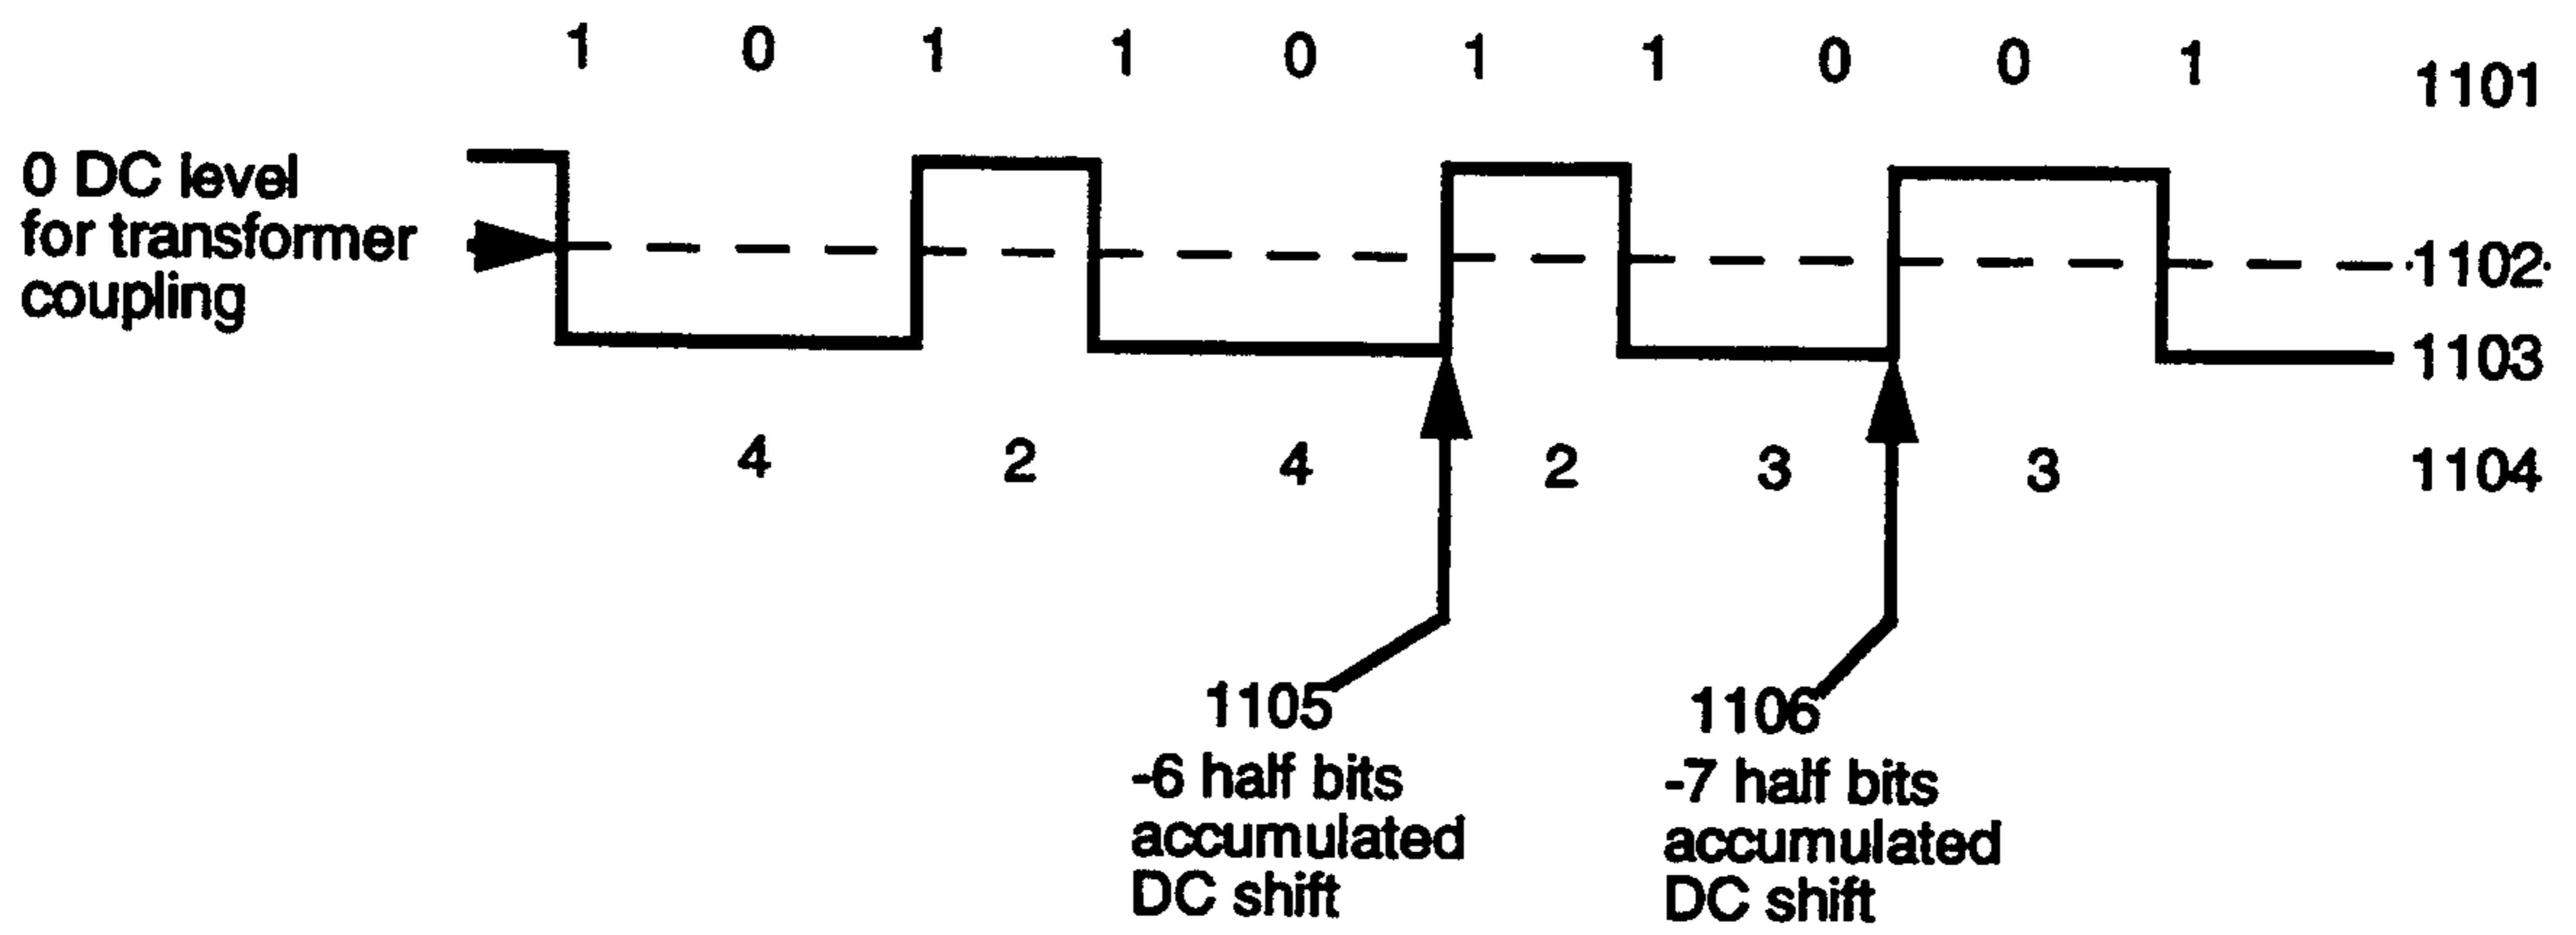 1 0 1 1 0 1 1 0 0 1 1101
0 DC level
for transformer
coupling
1102
1103
4 2 4 2 3 3 1104
1105
-6 half bits
accumulated
DC shift
1106
-7 half bits
accumulated
DC shift